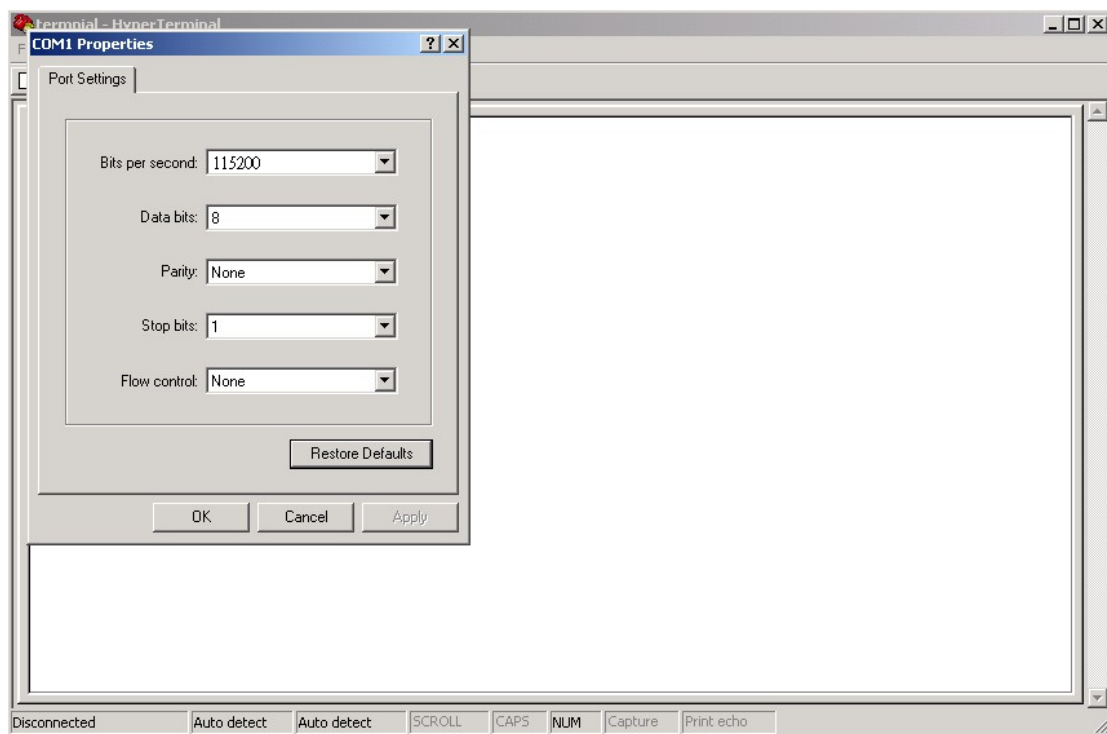 termnial - HyperTerminal
F
COM1 Properties
Port Settings
Bits per second: 115200
Data bits: 8
Parity: None
Stop bits: 1
Flow control: None
Restore Defaults
OK Cancel Apply
Disconnected Auto detect Auto detect SCROLL CAPS NUM Capture Print echo